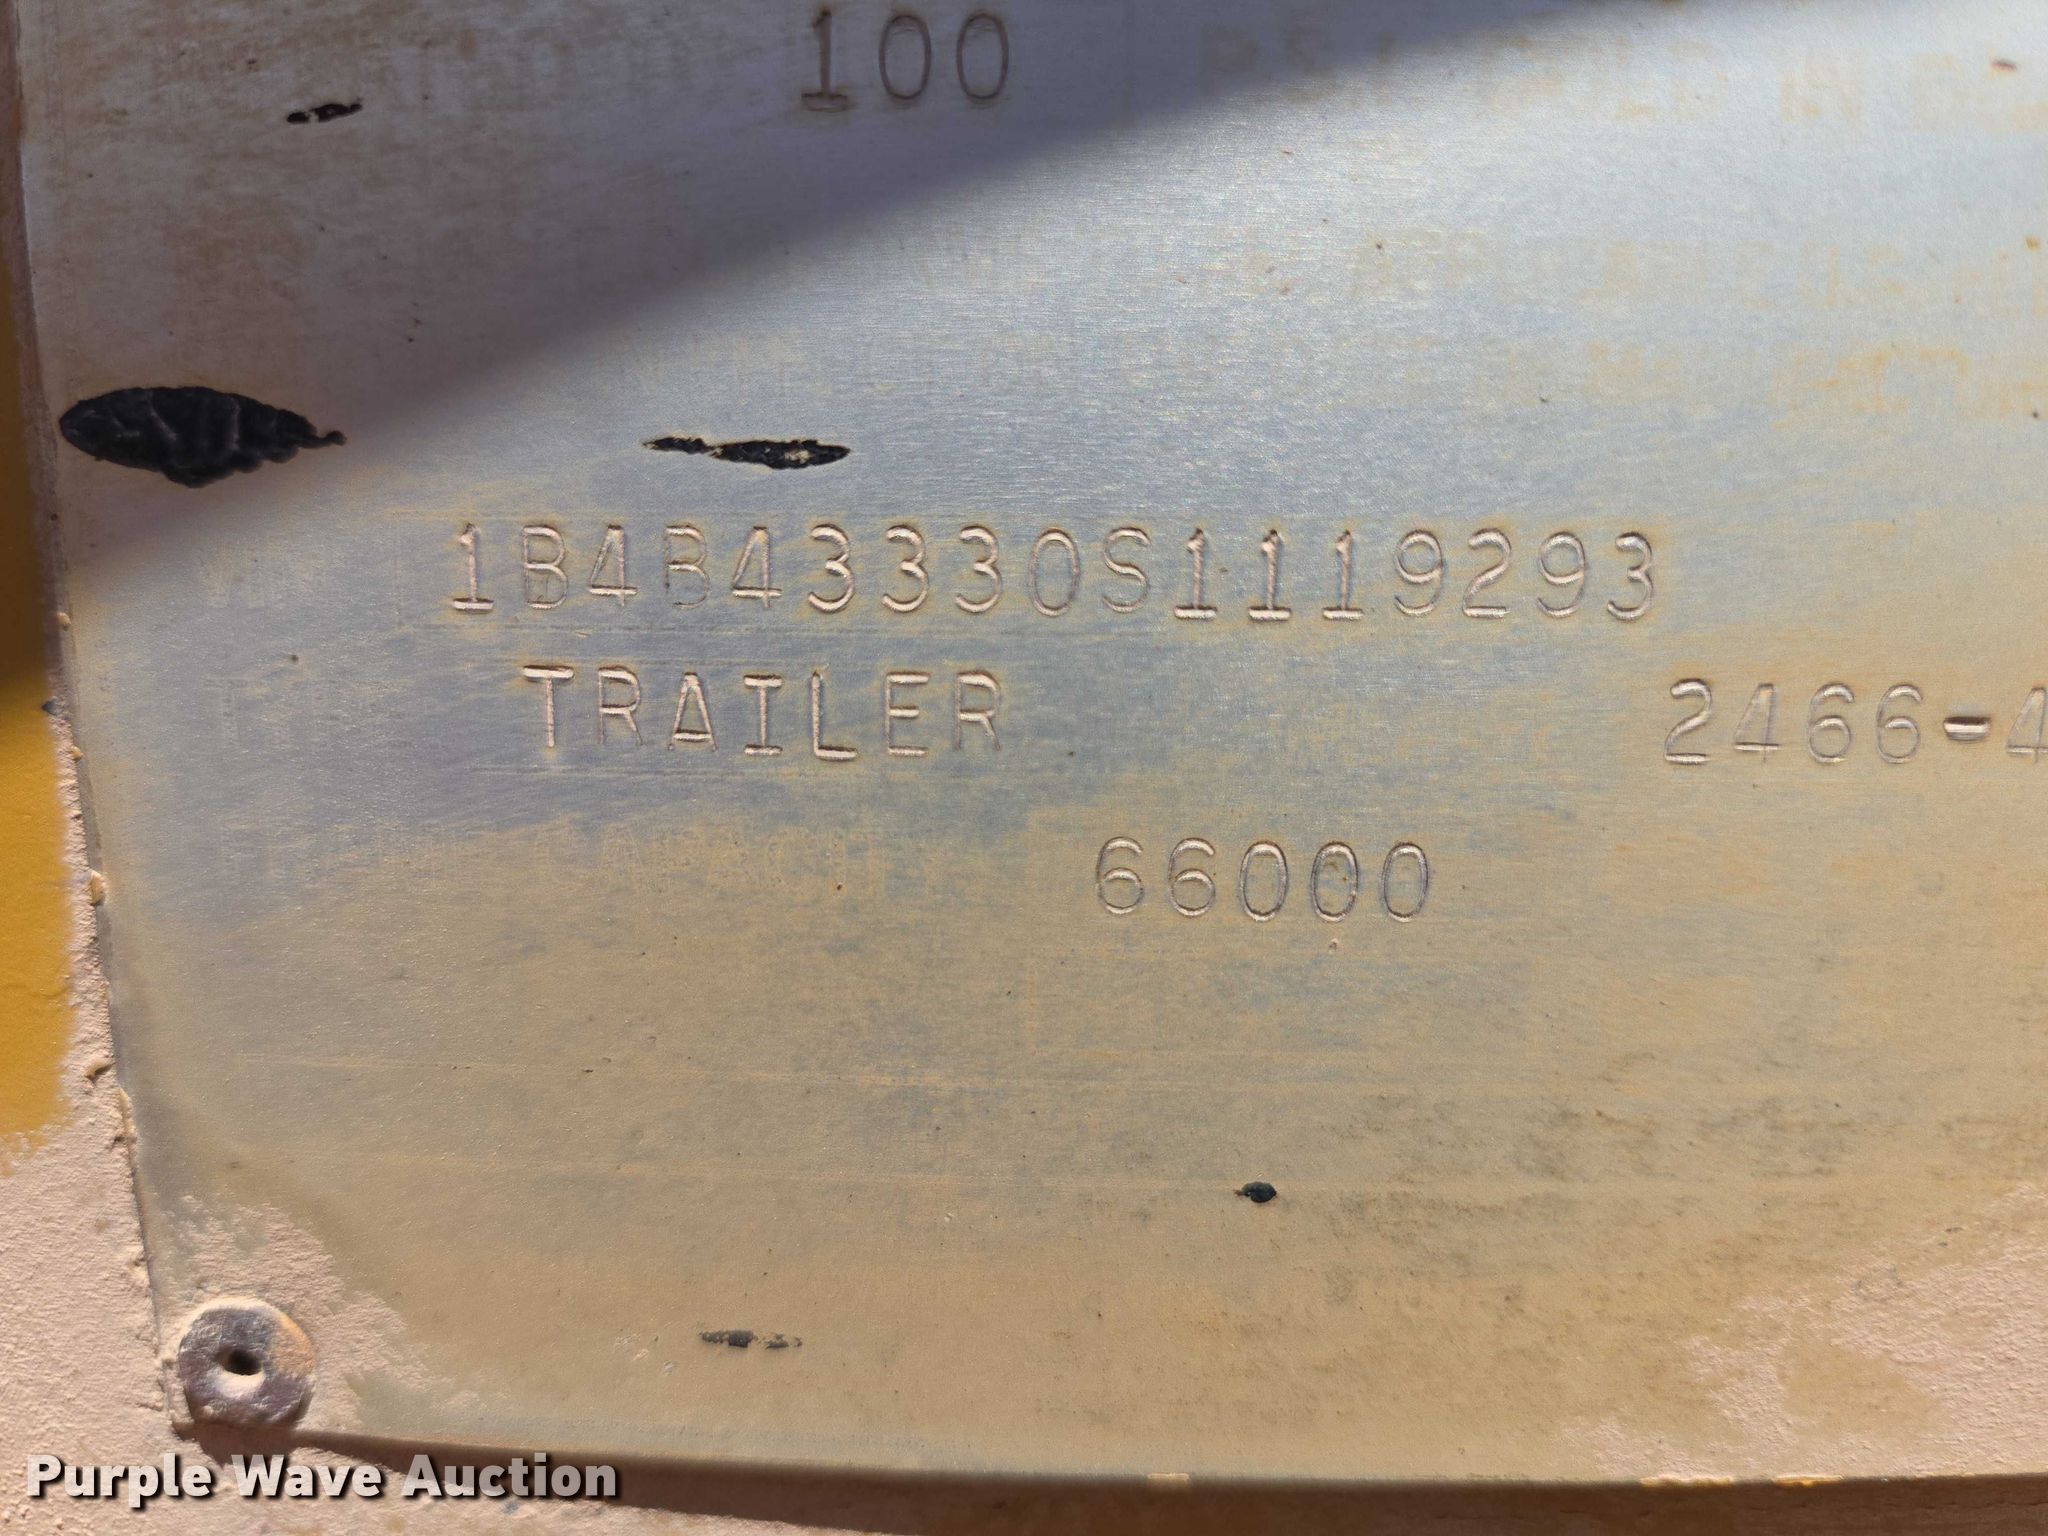 100
1B4B43330S1119293
TRAILER 2466-4
66000
Purple Wave Auction